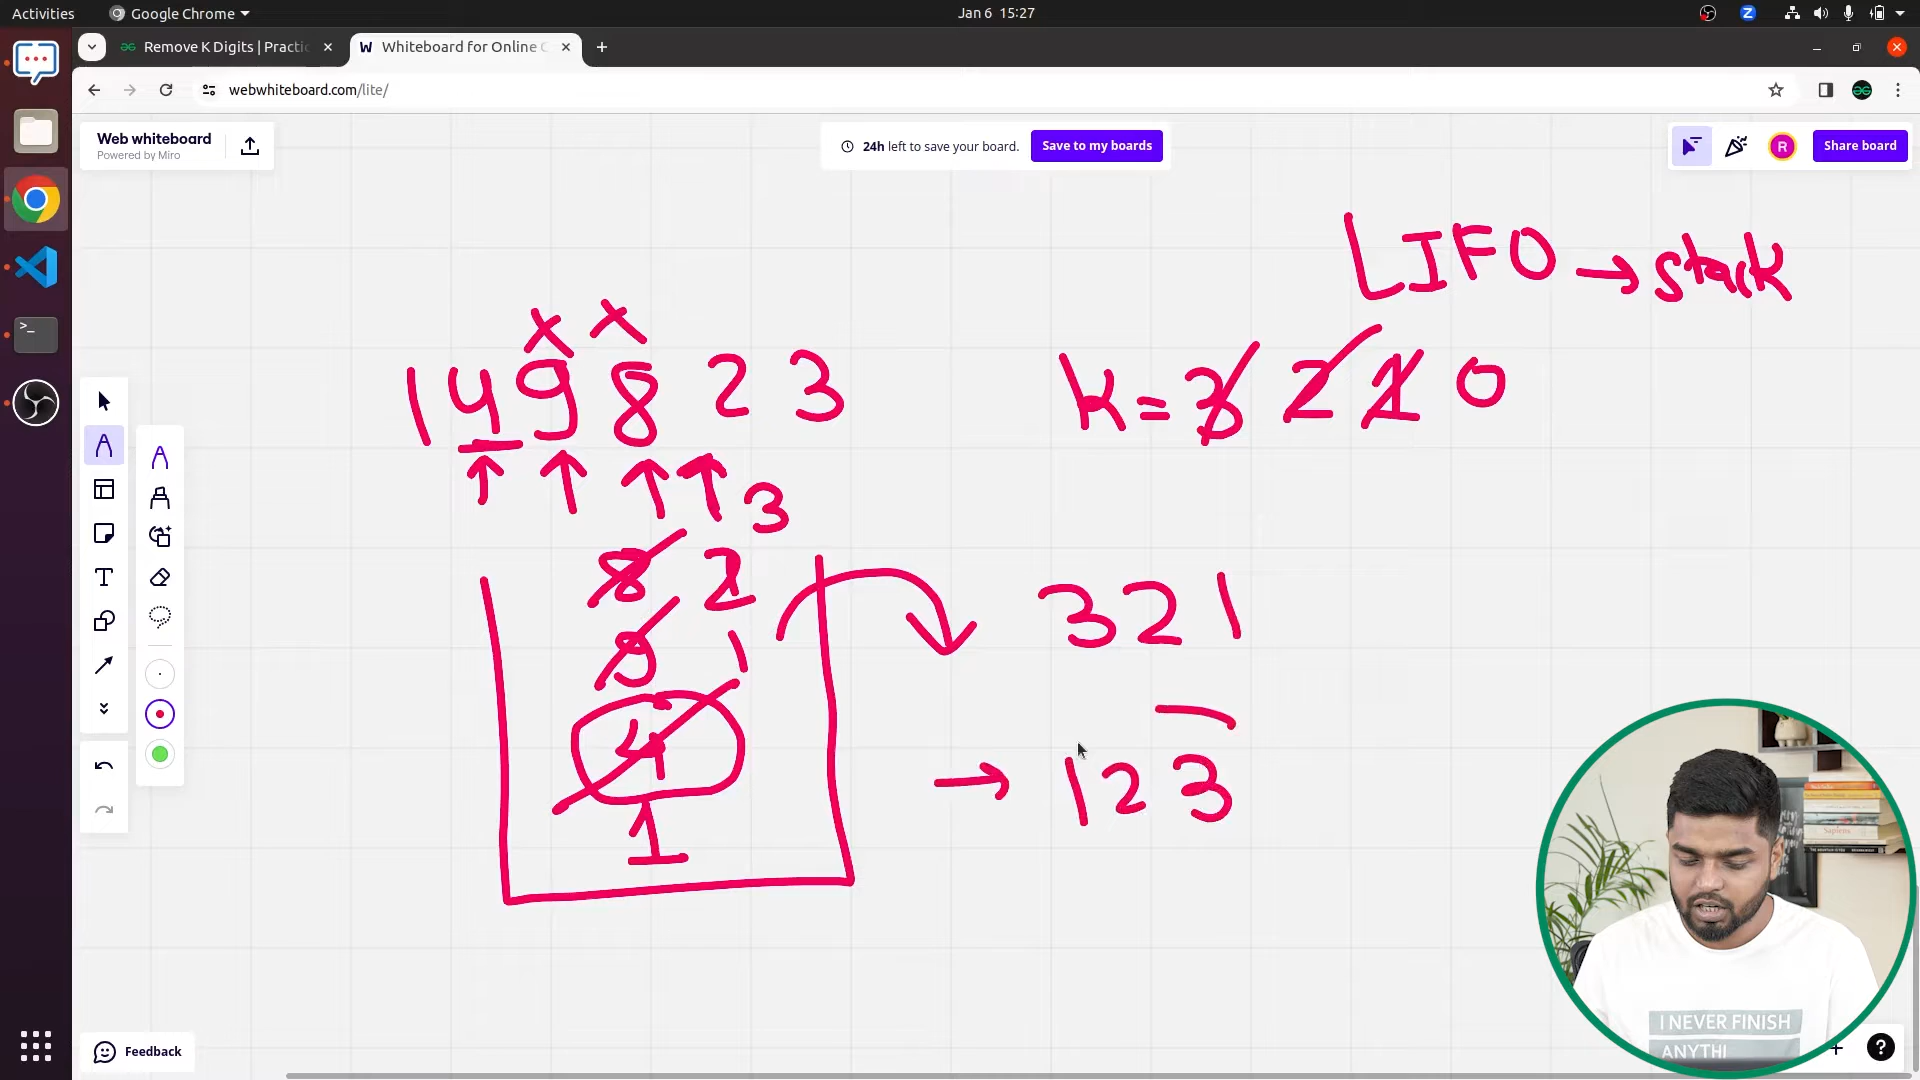 Activities
Google Chrome
Jan 6 15:27
Remove K Digits | Practic
Whiteboard for Online C
webwhiteboard.com/lite/
Web whiteboard
Powered by Miro
24h left to save your board.
Save to my boards
R
Share board
LIFO → stack
X X
1 4 9 8 2 3
k = 3 2 1 0
3
8 2
9 1
4
1
3 2 1
→ 1 2 3
T
Feedback
I NEVER FINISH
ANYTHI
Sapiens
+ ?